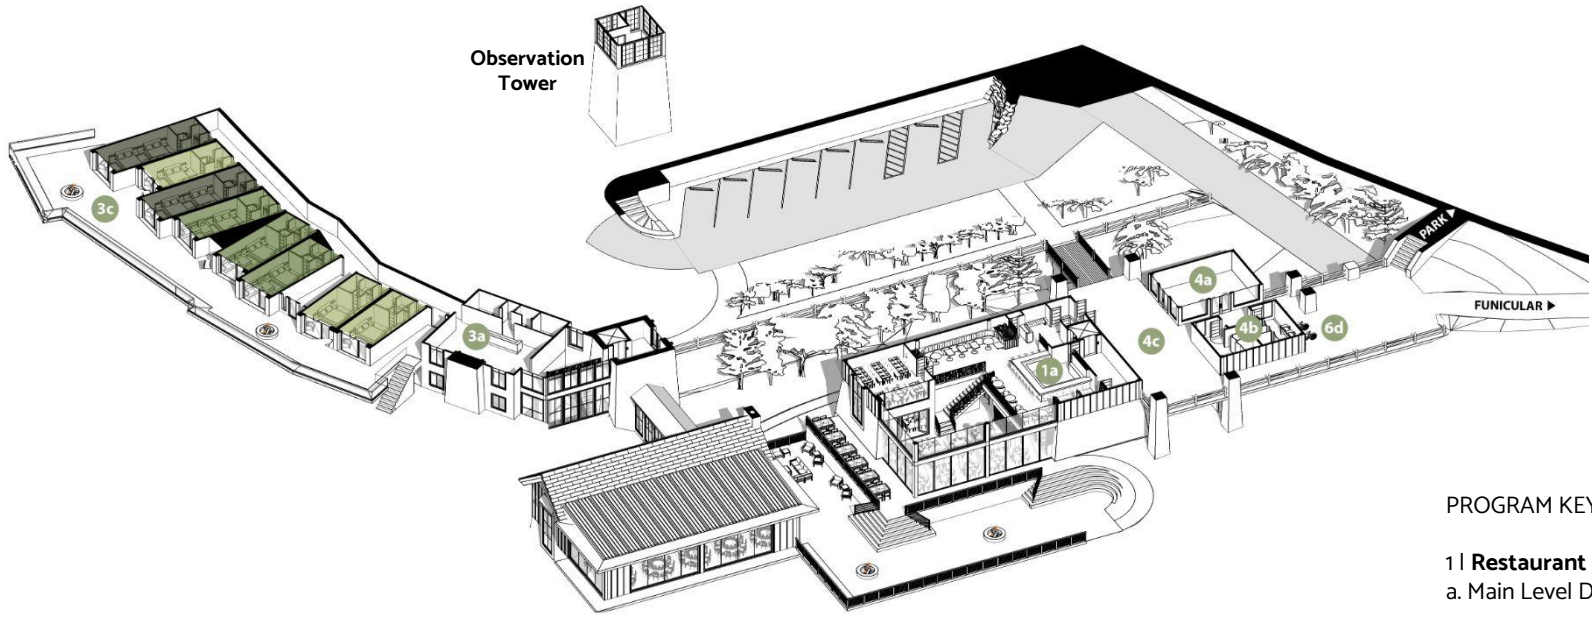 Observation
Tower
3c
3a
PARK
4a
FUNICULAR
4b
6d
4c
1a
PROGRAM KEY
1 | Restaurant
a. Main Level D